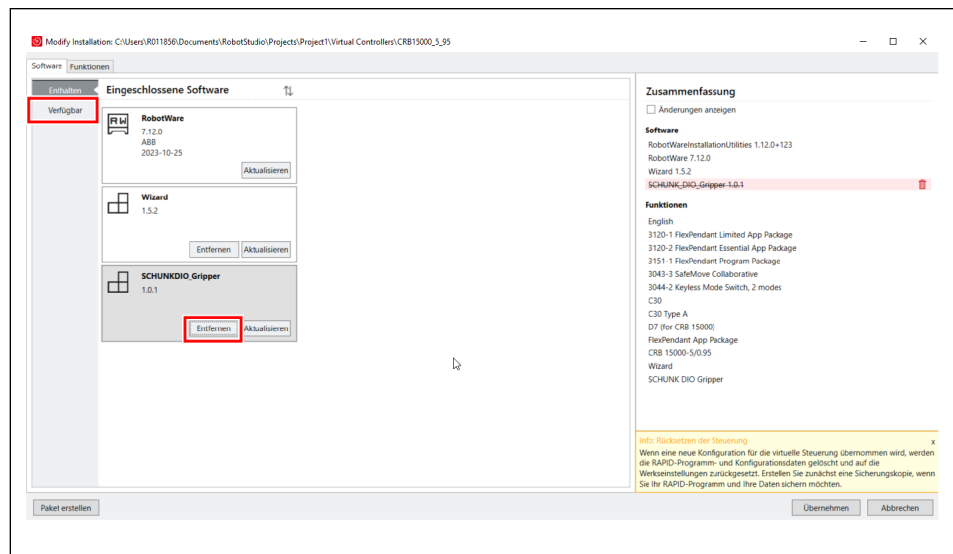 Modify Installation: C:\Users\R011856\Documents\RobotStudio\Projects\Project1\Virtual Controllers\CRB15000_5_95
Software Funktionen
Enthalten
Verfügbar
Eingeschlossene Software
RobotWare
7.12.0
ABB
2023-10-25
Aktualisieren
Wizard
1.5.2
Entfernen Aktualisieren
SCHUNKDIO_Gripper
1.0.1
Entfernen Aktualisieren
Zusammenfassung
Änderungen anzeigen
Software
RobotWareInstallationUtilities 1.12.0+123
RobotWare 7.12.0
Wizard 1.5.2
SCHUNK_DIO_Gripper 1.0.1
Funktionen
English
3120-1 FlexPendant Limited App Package
3120-2 FlexPendant Essential App Package
3151-1 FlexPendant Program Package
3043-3 SafeMove Collaborative
3044-2 Keyless Mode Switch, 2 modes
C30
C30 Type A
D7 (for CRB 15000)
FlexPendant App Package
CRB 15000-5/0.95
Wizard
SCHUNK DIO Gripper
Info: Rücksetzen der Steuerung x
Wenn eine neue Konfiguration für die virtuelle Steuerung übernommen wird, werden
die RAPID-Programm- und Konfigurationsdaten gelöscht und auf die
Werkseinstellungen zurückgesetzt. Erstellen Sie zunächst eine Sicherungskopie, wenn
Sie Ihr RAPID-Programm und Ihre Daten sichern möchten.
Paket erstellen
Übernehmen Abbrechen